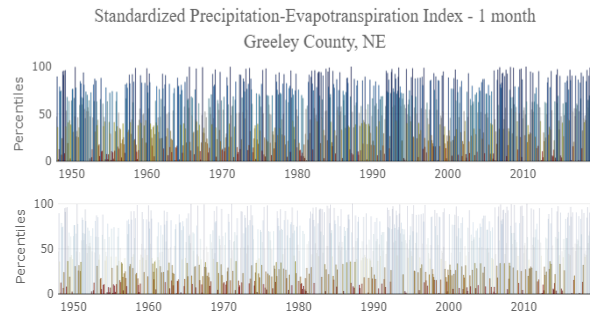 Standardized Precipitation-Evapotranspiration Index - 1 month
Greeley County, NE
Percentiles
100
50
0
1950 1960 1970 1980 1990 2000 2010
Percentiles
100
50
0
1950 1960 1970 1980 1990 2000 2010